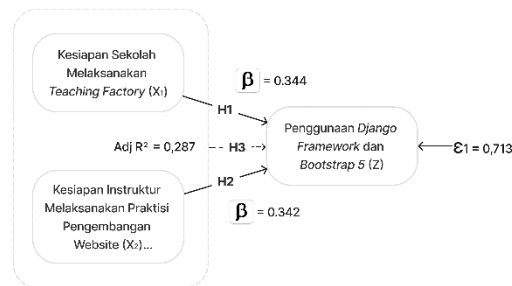 Kesiapan Sekolah
Melaksanakan
Teaching Factory (X₁)
β = 0.344
H1
Adj R² = 0,287
H3
Penggunaan Django
Framework dan
Bootstrap 5 (Z)
Ɛ1 = 0,713
H2
Kesiapan Instruktur
Melaksanakan Praktisi
Pengembangan
Website (X₂)...
β = 0.342